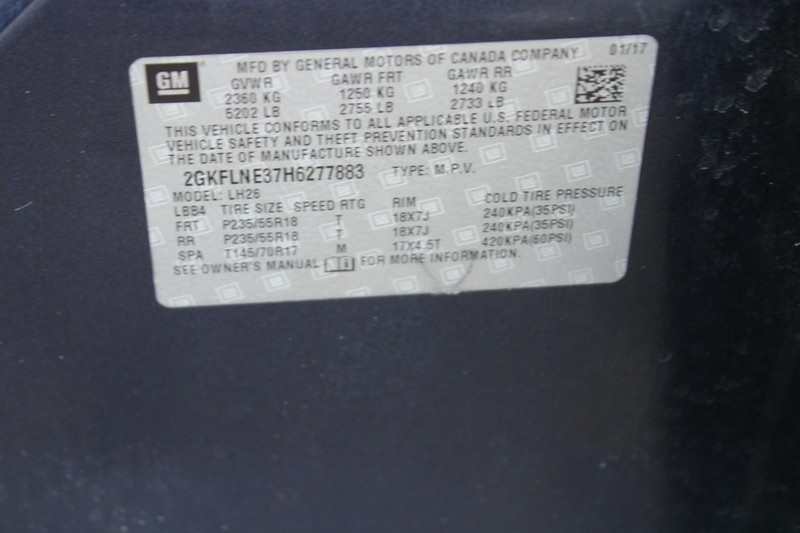 GM MFD BY GENERAL MOTORS OF CANADA COMPANY 01/17
GVWR GAWR FRT GAWR RR
2360 KG 1250 KG 1240 KG
5202 LB 2755 LB 2733 LB
THIS VEHICLE CONFORMS TO ALL APPLICABLE U.S. FEDERAL MOTOR
VEHICLE SAFETY AND THEFT PREVENTION STANDARDS IN EFFECT ON
THE DATE OF MANUFACTURE SHOWN ABOVE.
2GKFLNE37H6277883 TYPE: M.P.V.
MODEL: LH26
LBB4 TIRE SIZE SPEED RTG RIM COLD TIRE PRESSURE
FRT P235/55R18 T 18X7J 240KPA(35PSI)
RR P235/55R18 T 18X7J 240KPA(35PSI)
SPA T145/70R17 M 17X4.5T 420KPA(60PSI)
SEE OWNER'S MANUAL FOR MORE INFORMATION.